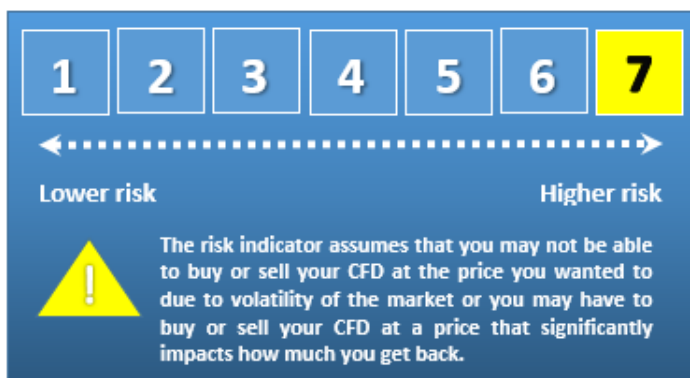 1 2 3 4 5 6 7
Lower risk Higher risk
!
The risk indicator assumes that you may not be able
to buy or sell your CFD at the price you wanted to
due to volatility of the market or you may have to
buy or sell your CFD at a price that significantly
impacts how much you get back.